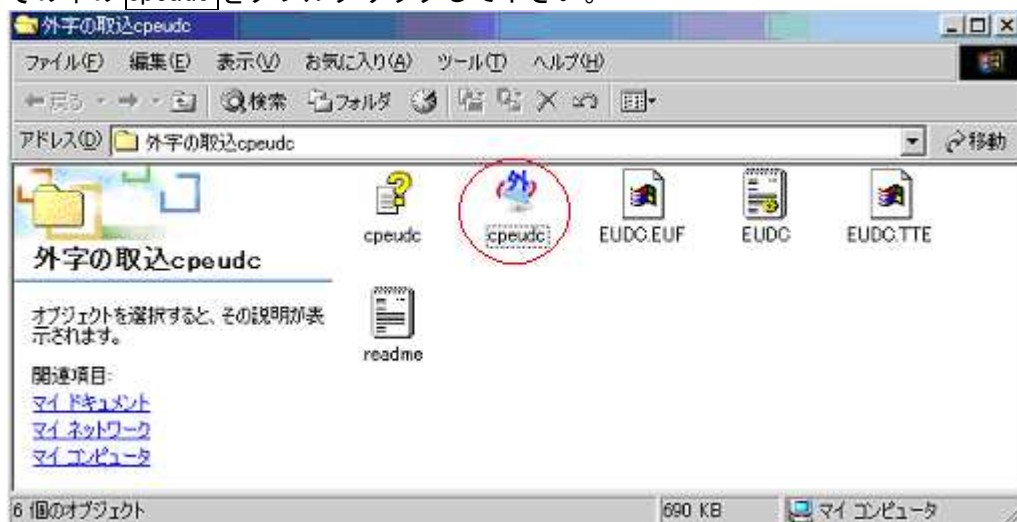 その中の cpeudc をダブルクリックして下さい。
外字の取込cpeudc
ファイル(F) 編集(E) 表示(V) お気に入り(A) ツール(T) ヘルプ(H)
戻る 検索 フォルダ
アドレス(D) 外字の取込cpeudc 移動
外
cpeudc cpeudc EUDC.EUF EUDC EUDC.TTE
外字の取込cpeudc
オブジェクトを選択すると、その説明が表
示されます。
readme
関連項目:
マイ ドキュメント
マイ ネットワーク
マイ コンピュータ
6 個のオブジェクト 690 KB マイ コンピュータ